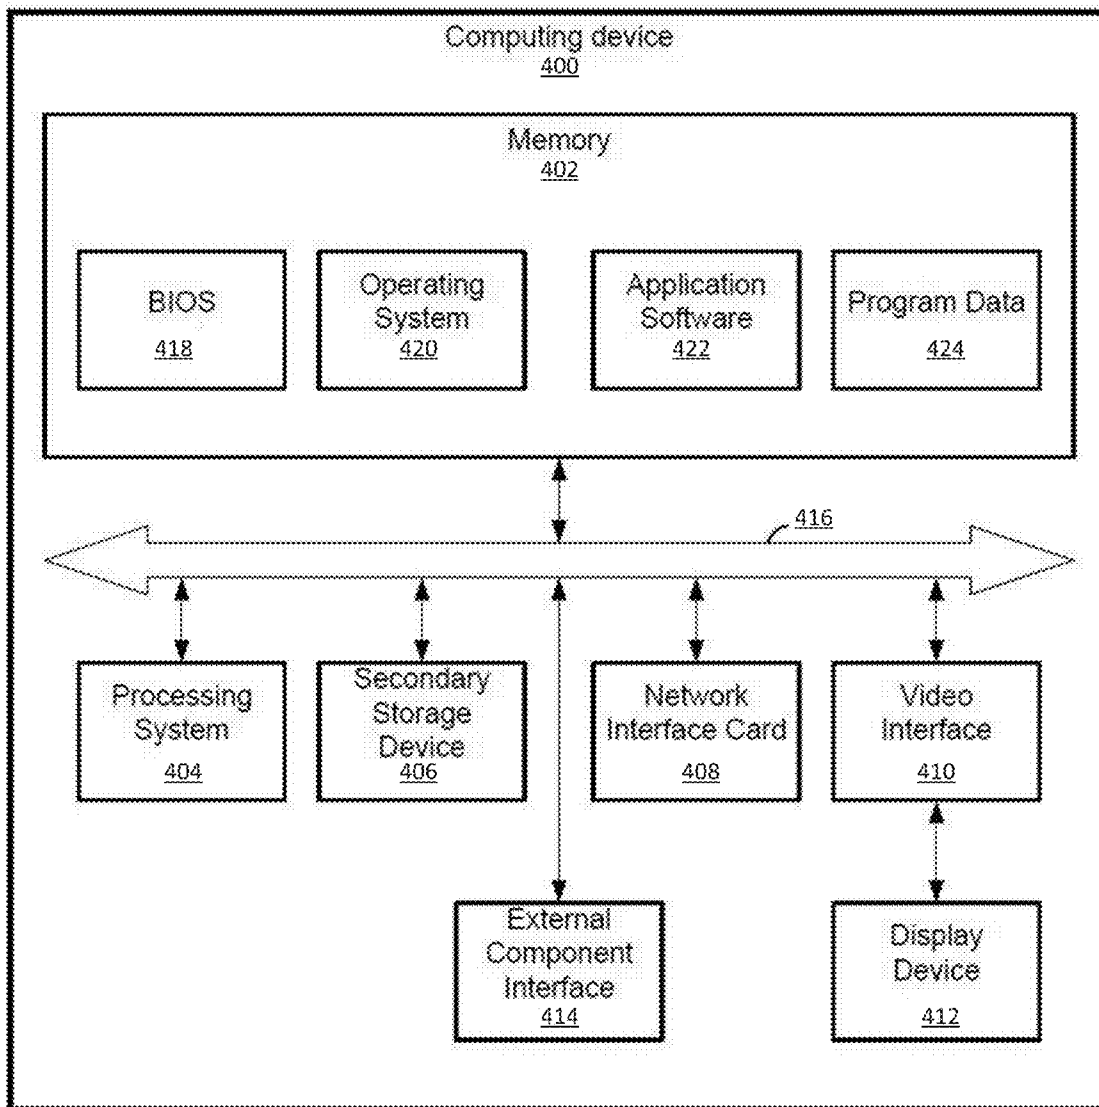 Computing device
400
Memory
402
BIOS
418
Operating
System
420
Application
Software
422
Program Data
424
416
Processing
System
404
Secondary
Storage
Device
406
Network
Interface Card
408
Video
Interface
410
External
Component
Interface
414
Display
Device
412